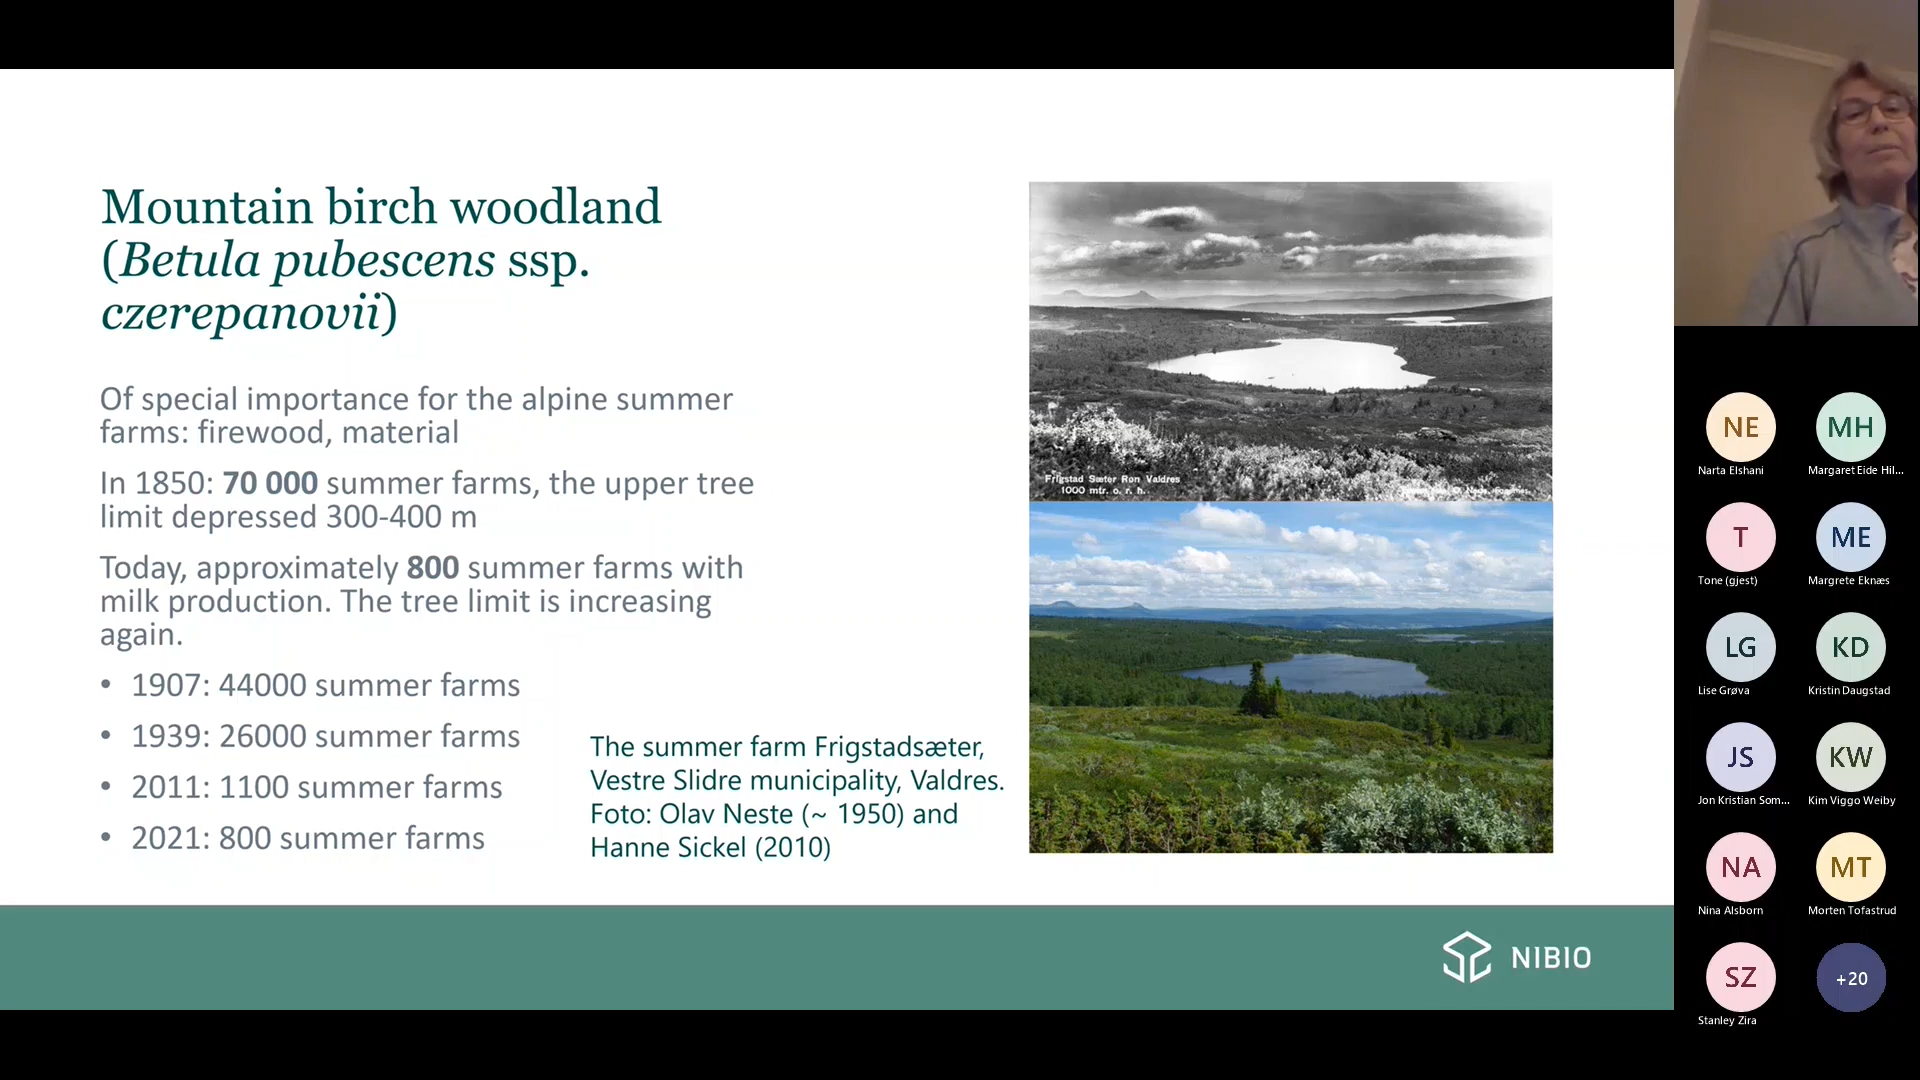 Mountain birch woodland
(Betula pubescens ssp.
czerepanovii)
Of special importance for the alpine summer
farms: firewood, material
In 1850: 70 000 summer farms, the upper tree
limit depressed 300-400 m
Today, approximately 800 summer farms with
milk production. The tree limit is increasing
again.
• 1907: 44000 summer farms
• 1939: 26000 summer farms
• 2011: 1100 summer farms
• 2021: 800 summer farms
The summer farm Frigstadsæter,
Vestre Slidre municipality, Valdres.
Foto: Olav Neste (~ 1950) and
Hanne Sickel (2010)
Frigstad Sæter Røn Valdres
1000 mtr. o. h.
NIBIO
NE
Narta Elshani
MH
Margaret Eide Hil...
T
Tone (gjest)
ME
Margrete Eknæs
LG
Lise Grøva
KD
Kristin Daugstad
JS
Jon Kristian Som...
KW
Kim Viggo Weiby
NA
Nina Alsborn
MT
Morten Tofastrud
SZ
Stanley Zira
+20